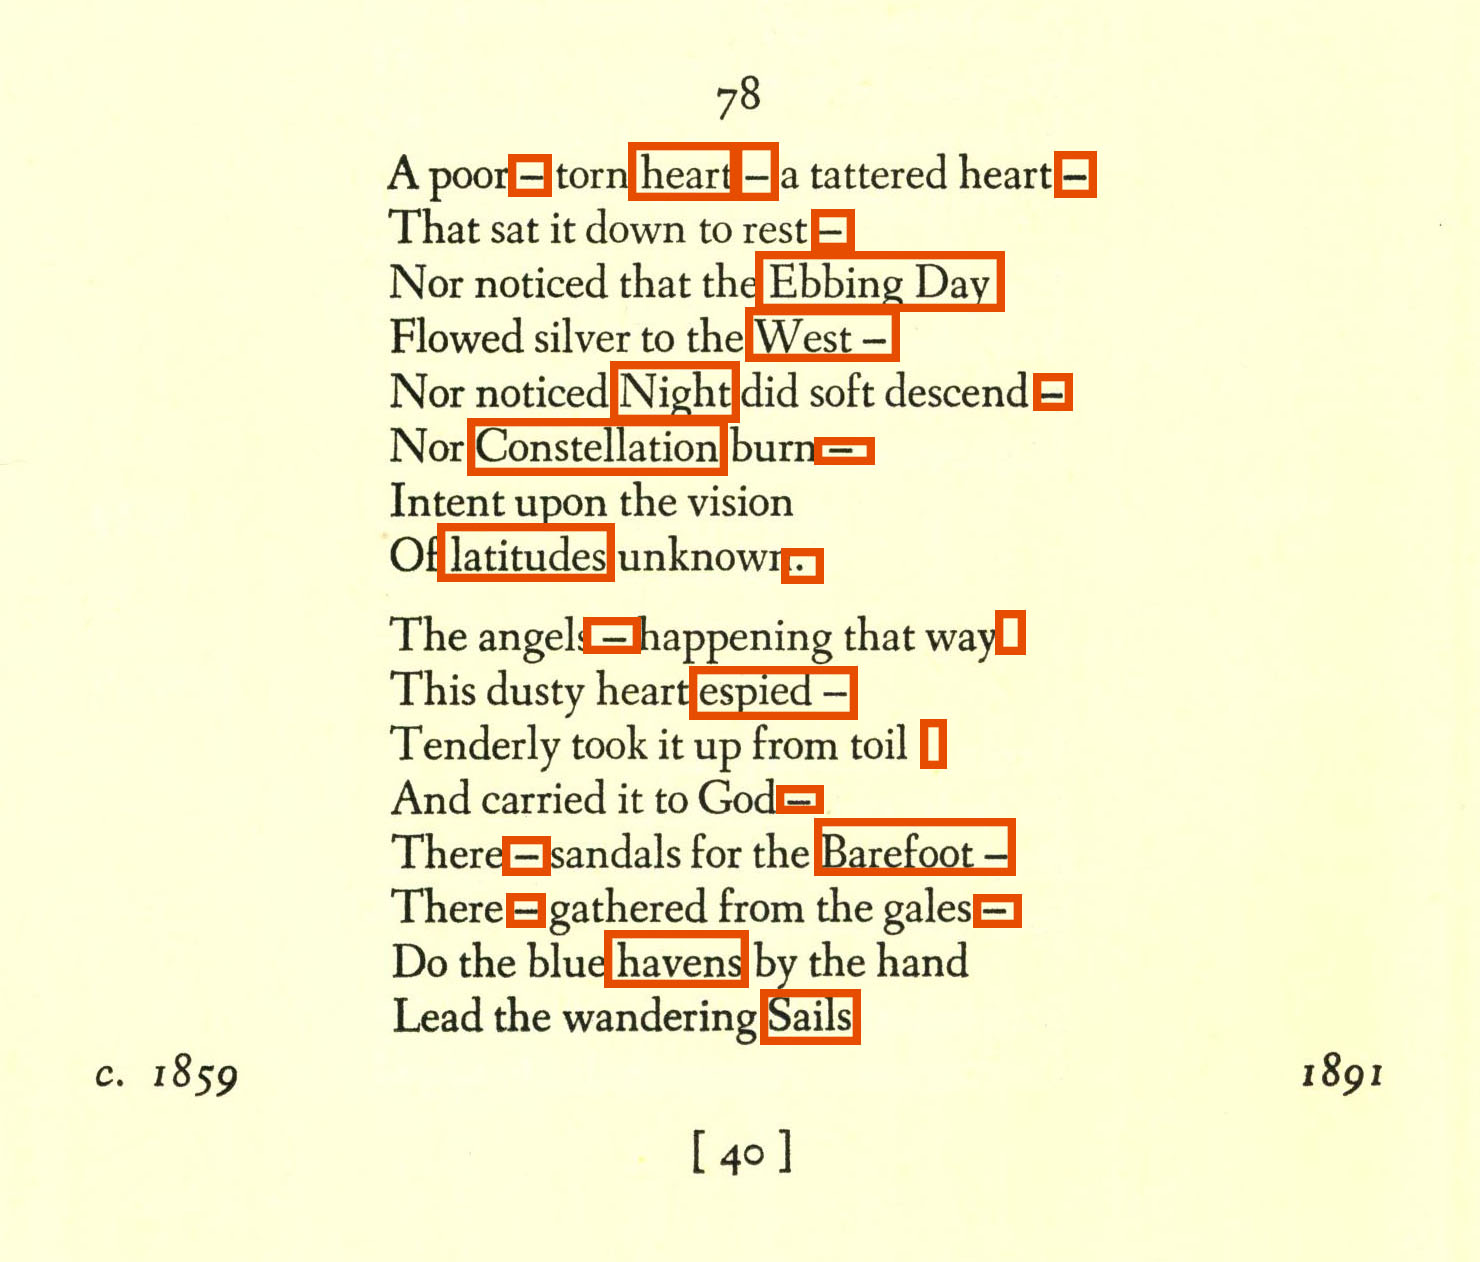 78
A poor – torn heart – a tattered heart –
That sat it down to rest –
Nor noticed that the Ebbing Day
Flowed silver to the West –
Nor noticed Night did soft descend –
Nor Constellation burn –
Intent upon the vision
Of latitudes unknown.
The angels – happening that way
This dusty heart espied –
Tenderly took it up from toil
And carried it to God –
There – sandals for the Barefoot –
There – gathered from the gales –
Do the blue havens by the hand
Lead the wandering Sails
c. 1859 1891
[ 40 ]